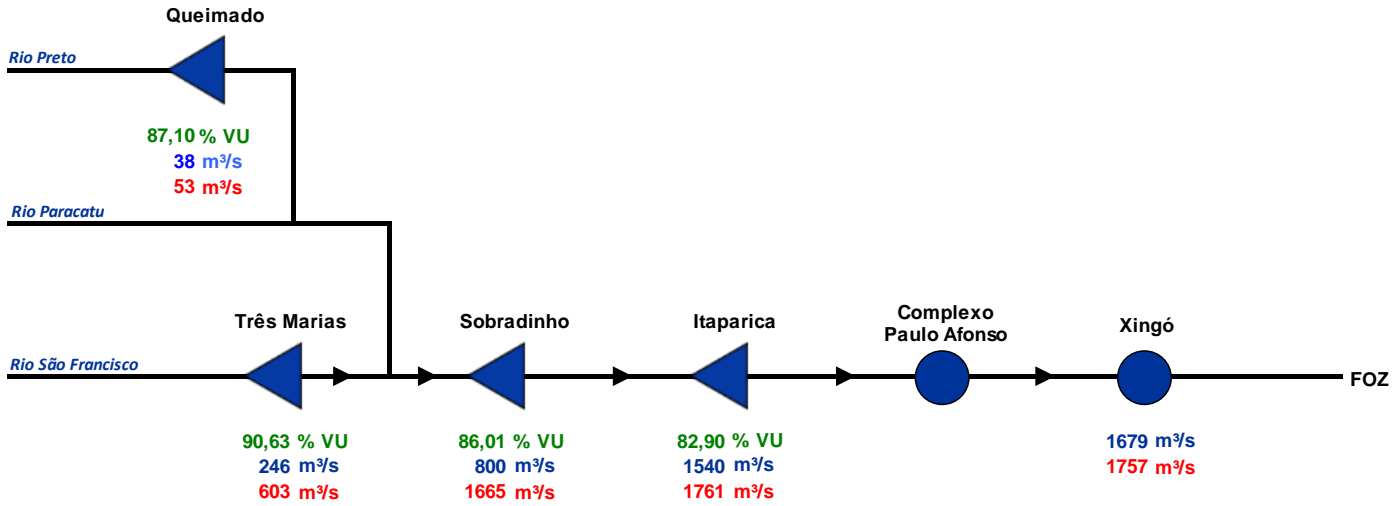 Queimado
Rio Preto
87,10 % VU
38 m³/s
53 m³/s
Rio Paracatu
Três Marias
Sobradinho
Itaparica
Complexo
Paulo Afonso
Xingó
Rio São Francisco
FOZ
90,63 % VU
246 m³/s
603 m³/s
86,01 % VU
800 m³/s
1665 m³/s
82,90 % VU
1540 m³/s
1761 m³/s
1679 m³/s
1757 m³/s